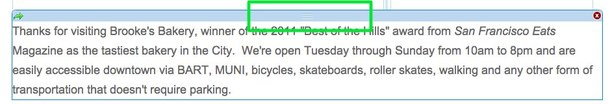 Thanks for visiting Brooke's Bakery, winner of the 2011 "Best of the Hills" award from San Francisco Eats
Magazine as the tastiest bakery in the City.  We're open Tuesday through Sunday from 10am to 8pm and are
easily accessible downtown via BART, MUNI, bicycles, skateboards, roller skates, walking and any other form of
transportation that doesn't require parking.